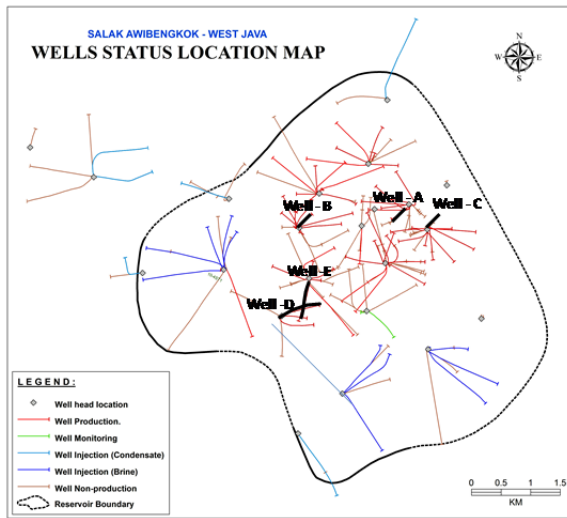 SALAK AWIBENGKOK - WEST JAVA
WELLS STATUS LOCATION MAP
N
W
E
S
Well - A
Well - B
Well - C
Well - E
Well - D
LEGEND:
Well head location
Well Production.
Well Monitoring
Well Injection (Condensate)
Well Injection (Brine)
Well Non-production
Reservoir Boundary
0 0.5 1 1.5
KM